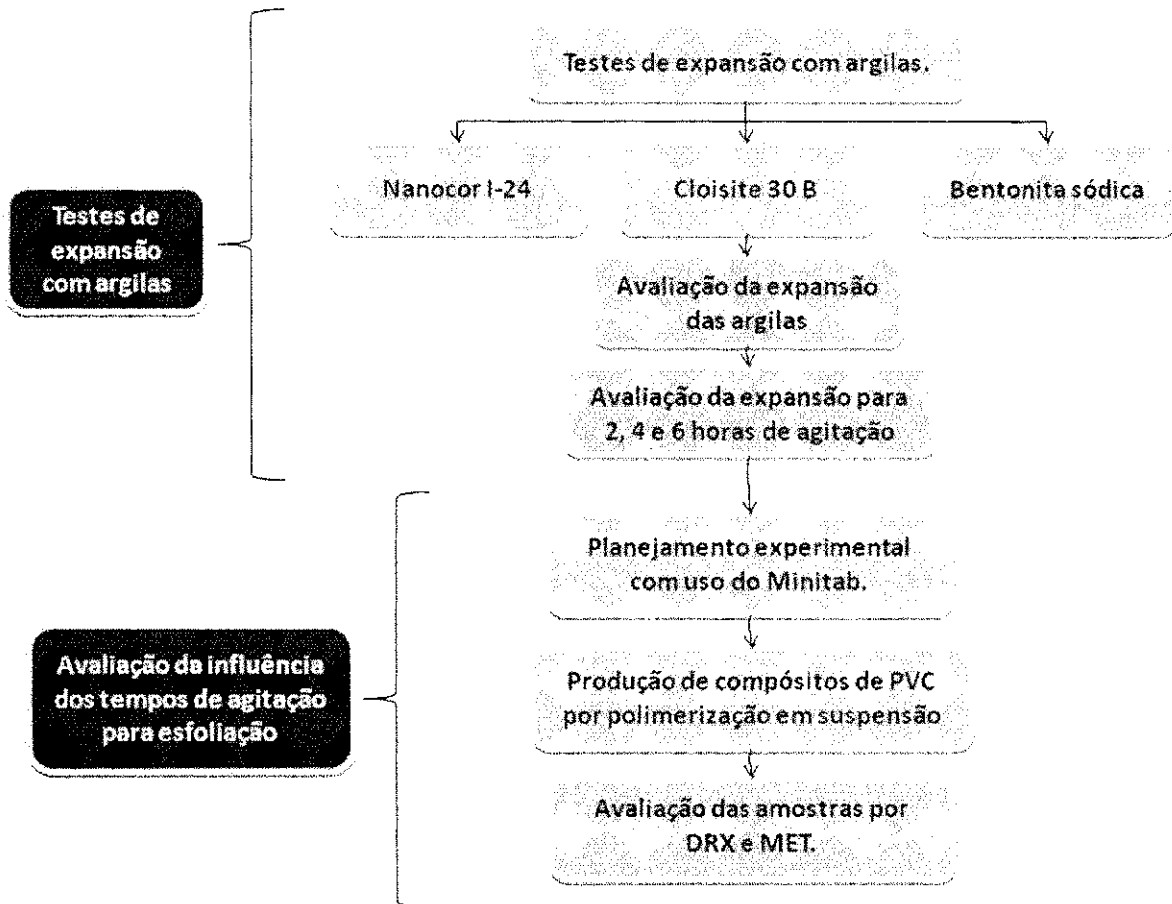 Testes de expansão com argilas.
Nanocor I-24
Cloisite 30 B
Bentonita sódica
Testes de
expansão
com argilas
Avaliação da expansão
das argilas
Avaliação da expansão para
2, 4 e 6 horas de agitação
Planejamento experimental
com uso do Minitab.
Avaliação da influência
dos tempos de agitação
para esfoliação
Produção de compósitos de PVC
por polimerização em suspensão
Avaliação das amostras por
DRX e MET.